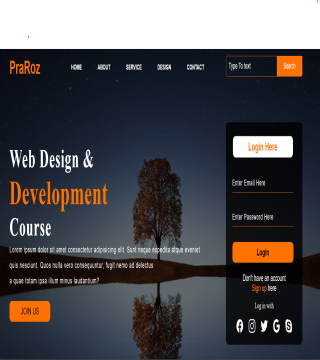 PraRoz
HOME ABOUT SERVICE DESIGN CONTACT
Type To text
Search
Web Design &
Development
Course
Lorem ipsum dolor sit amet consectetur adipisicing elit. Sunt neque expedita atque eveniet
quis nesciunt. Quos nulla vero consequuntur, fugit nemo ad delectus
a quae totam ipsa illum minus laudantium?
JOIN US
Login Here
Enter Email Here
Enter Password Here
Login
Don't have an account
Sign up here
Log in with